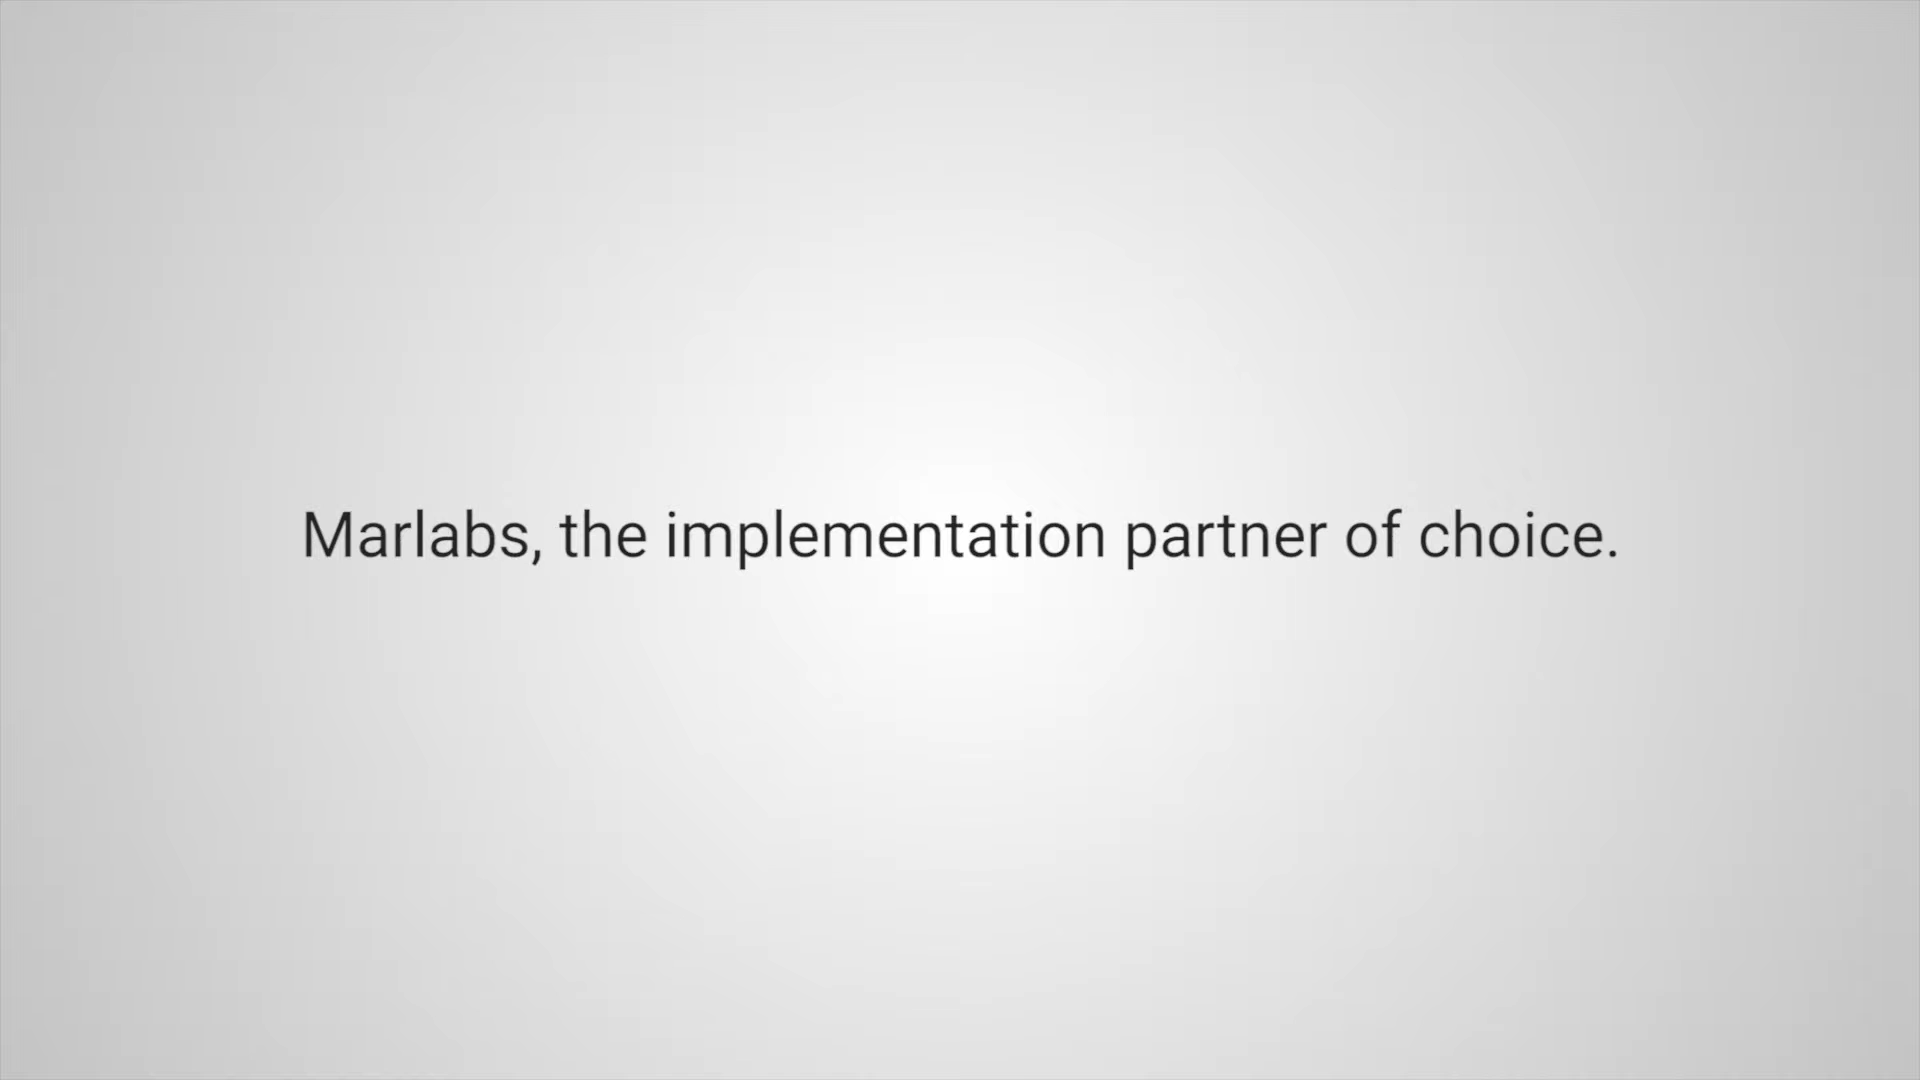 Marlabs, the implementation partner of choice.